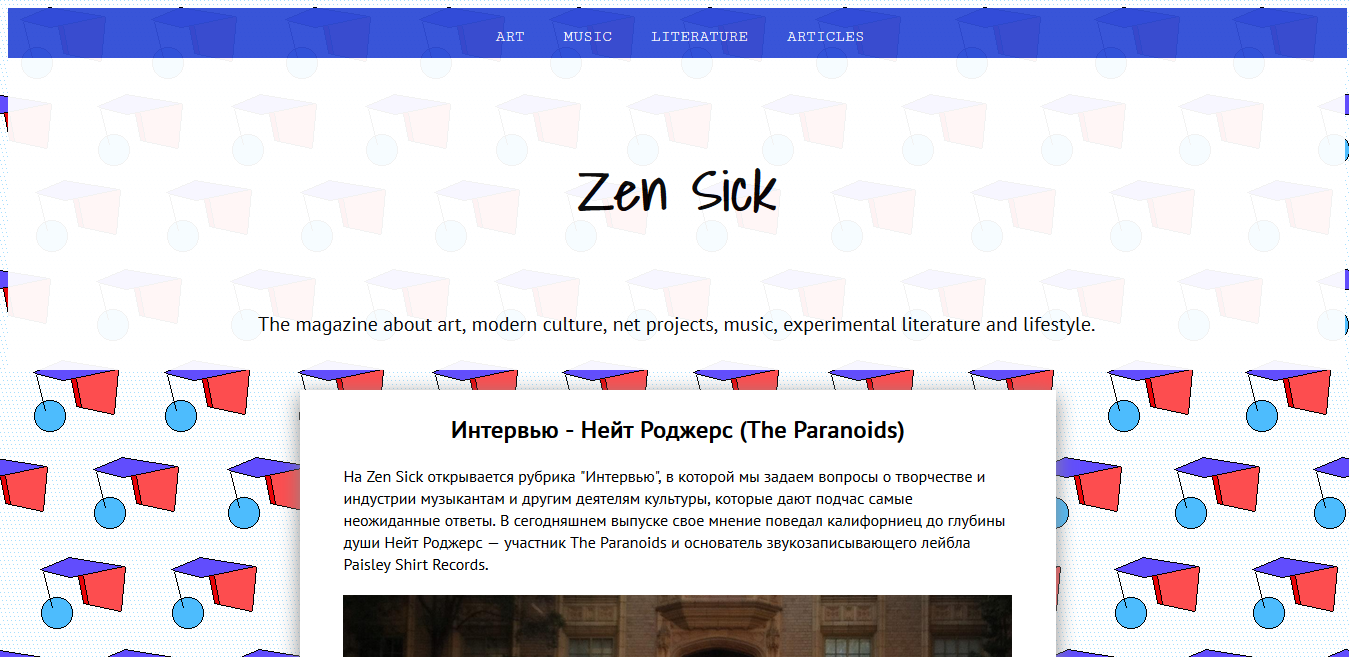 ART MUSIC LITERATURE ARTICLES
Zen Sick
The magazine about art, modern culture, net projects, music, experimental literature and lifestyle.
Интервью - Нейт Роджерс (The Paranoids)
На Zen Sick открывается рубрика "Интервью", в которой мы задаем вопросы о творчестве и
индустрии музыкантам и другим деятелям культуры, которые дают подчас самые
неожиданные ответы. В сегодняшнем выпуске свое мнение поведал калифорниец до глубины
души Нейт Роджерс — участник The Paranoids и основатель звукозаписывающего лейбла
Paisley Shirt Records.